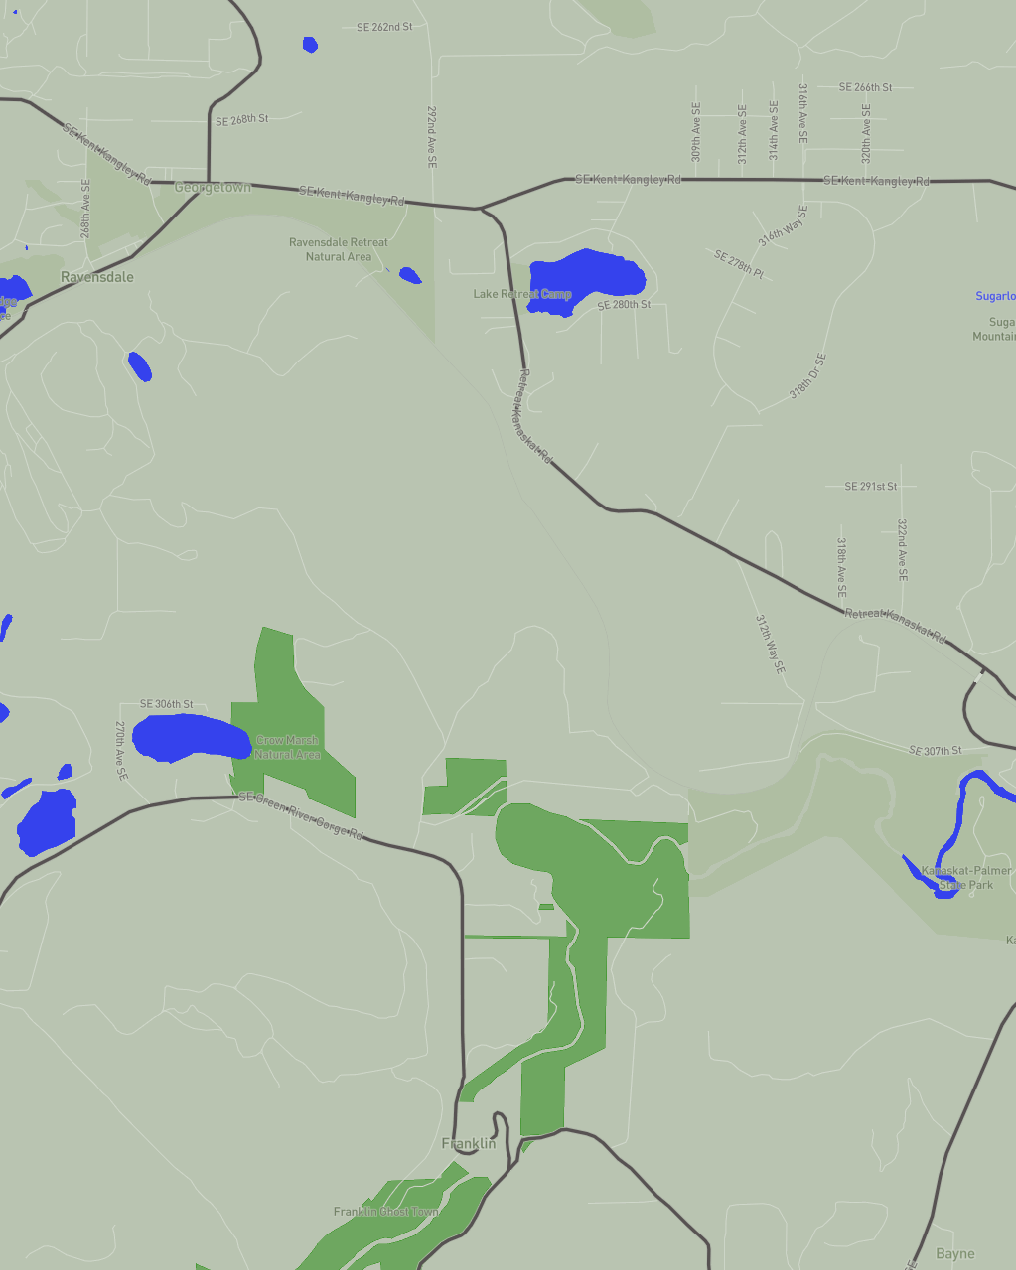 SE 262nd St
SE 266th St
309th Ave SE
312th Ave SE
314th Ave SE
316th Ave SE
320th Ave SE
292nd Ave SE
SE 268th St
SE Kent-Kangley Rd
Georgetown
SE Kent-Kangley Rd
SE Kent-Kangley Rd
SE Kent-Kangley Rd
268th Ave SE
316th Way SE
Ravensdale Retreat
Natural Area
SE 278th Pl
Ravensdale
Lake Retreat Camp
SE 280th St
Sugarlo
Suga
Mountain
dge
ce
318th Dr SE
Retreat-Kanaskat Rd
SE 291st St
322nd Ave SE
318th Ave SE
Retreat-Kanaskat Rd
312th Way SE
SE 306th St
270th Ave SE
Crow Marsh
Natural Area
SE 307th St
SE Green River Gorge Rd
Kanaskat-Palmer
State Park
Ka
Franklin
Franklin Ghost Town
Bayne
SE